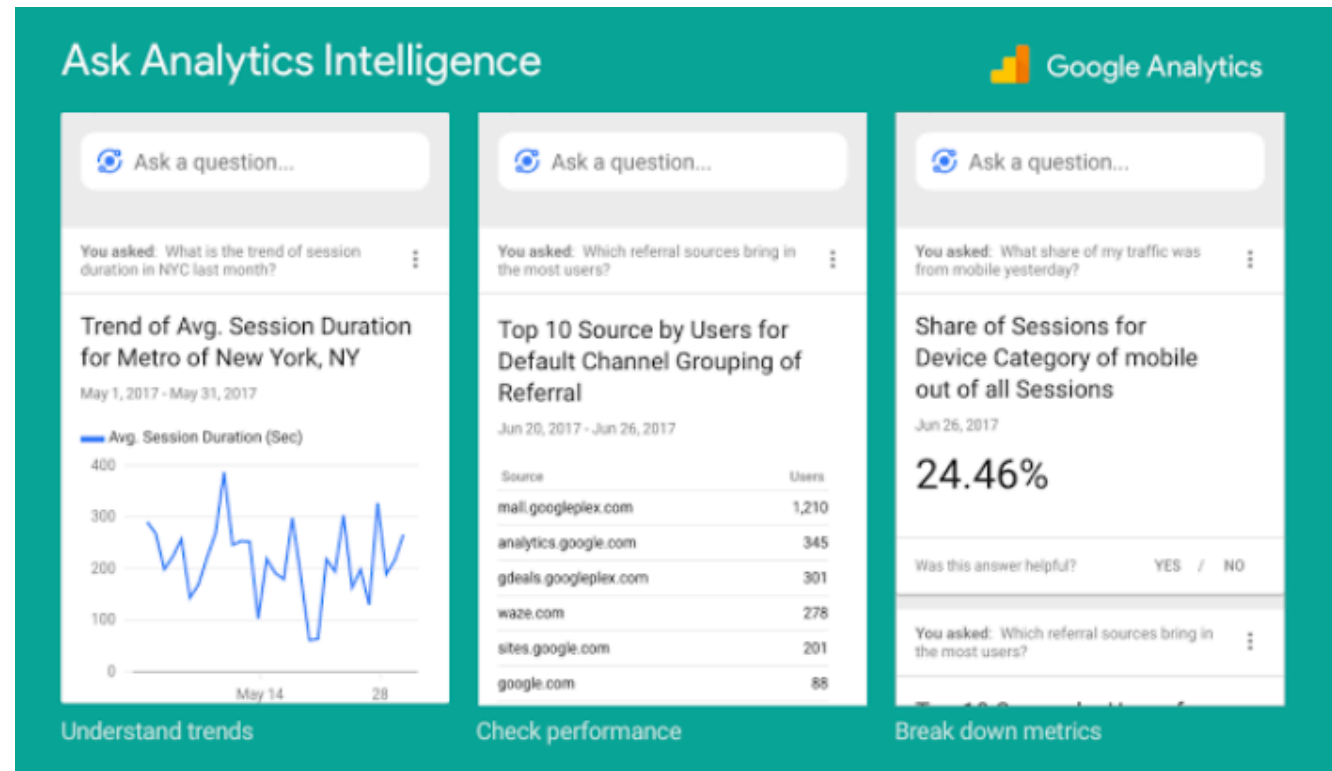 Ask Analytics Intelligence
Google Analytics
Ask a question...
You asked: What is the trend of session
duration in NYC last month?
Trend of Avg. Session Duration
for Metro of New York, NY
May 1, 2017 - May 31, 2017
Avg. Session Duration (Sec)
400
300
200
100
0
May 14
28
Understand trends
Ask a question...
You asked: Which referral sources bring in
the most users?
Top 10 Source by Users for
Default Channel Grouping of
Referral
Jun 20, 2017 - Jun 26, 2017
Source Users
mall.googleplex.com 1,210
analytics.google.com 345
gdeals.googleplex.com 301
waze.com 278
sites.google.com 201
google.com 88
Check performance
Ask a question...
You asked: What share of my traffic was
from mobile yesterday?
Share of Sessions for
Device Category of mobile
out of all Sessions
Jun 26, 2017
24.46%
Was this answer helpful? YES / NO
You asked: Which referral sources bring in
the most users?
Break down metrics